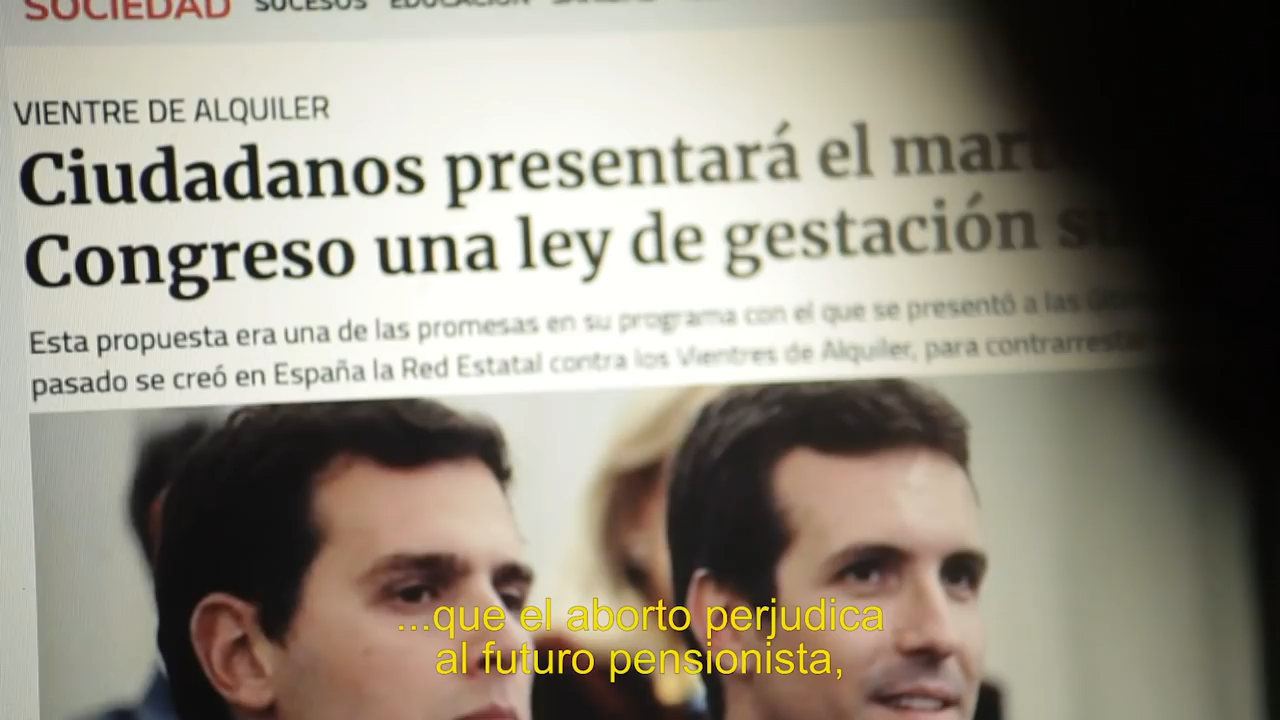 SOCIEDAD SUCESOS EDUCACIÓN
VIENTRE DE ALQUILER
Ciudadanos presentará el
Congreso una ley de gestación
Esta propuesta era una de las promesas en su programa con el que se presentó a las
pasado se creó en España la Red Estatal contra los Vientres de Alquiler, para
...que el aborto perjudica
al futuro pensionista,